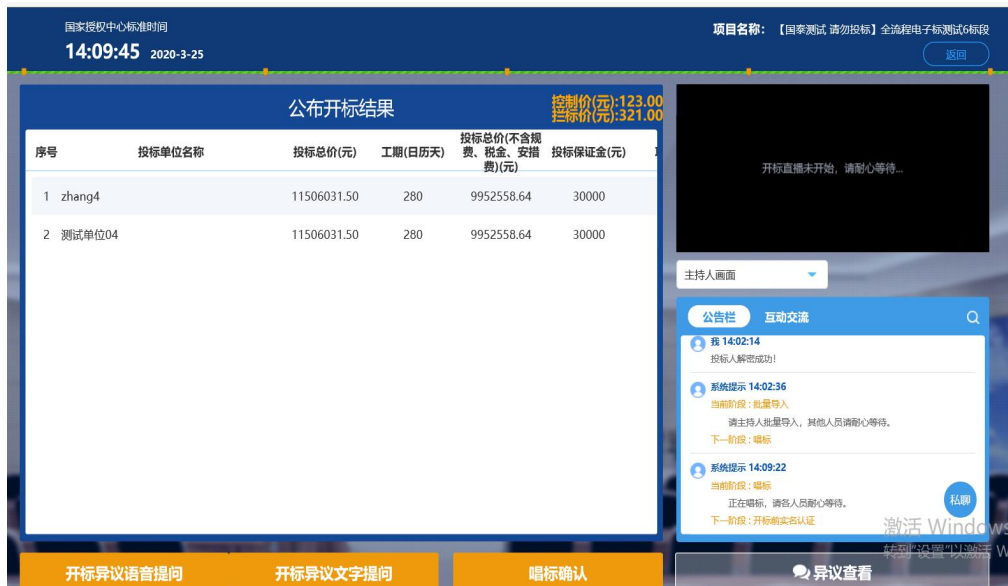 国家授权中心标准时间
14:09:45 2020-3-25
项目名称: 【国泰测试 请勿投标】全流程电子标测试6标段
返回
公布开标结果
控制价(元):123.00
拦标价(元):321.00
序号 投标单位名称 投标总价(元) 工期(日历天) 投标总价(不含规费、税金、安措费)(元) 投标保证金(元)
1 zhang4 11506031.50 280 9952558.64 30000
2 测试单位04 11506031.50 280 9952558.64 30000
开标直播未开始, 请耐心等待...
主持人画面
公告栏 互动交流
我 14:02:14
投标人解密成功!
系统提示 14:02:36
当前阶段 : 批量导入
请主持人批量导入, 其他人员请耐心等待。
下一阶段 : 唱标
系统提示 14:09:22
当前阶段 : 唱标
正在唱标, 请各人员耐心等待。
下一阶段 : 开标前实名认证
私聊
激活 Windows
转到"设置"以激活 W
开标异议语音提问
开标异议文字提问
唱标确认
异议查看